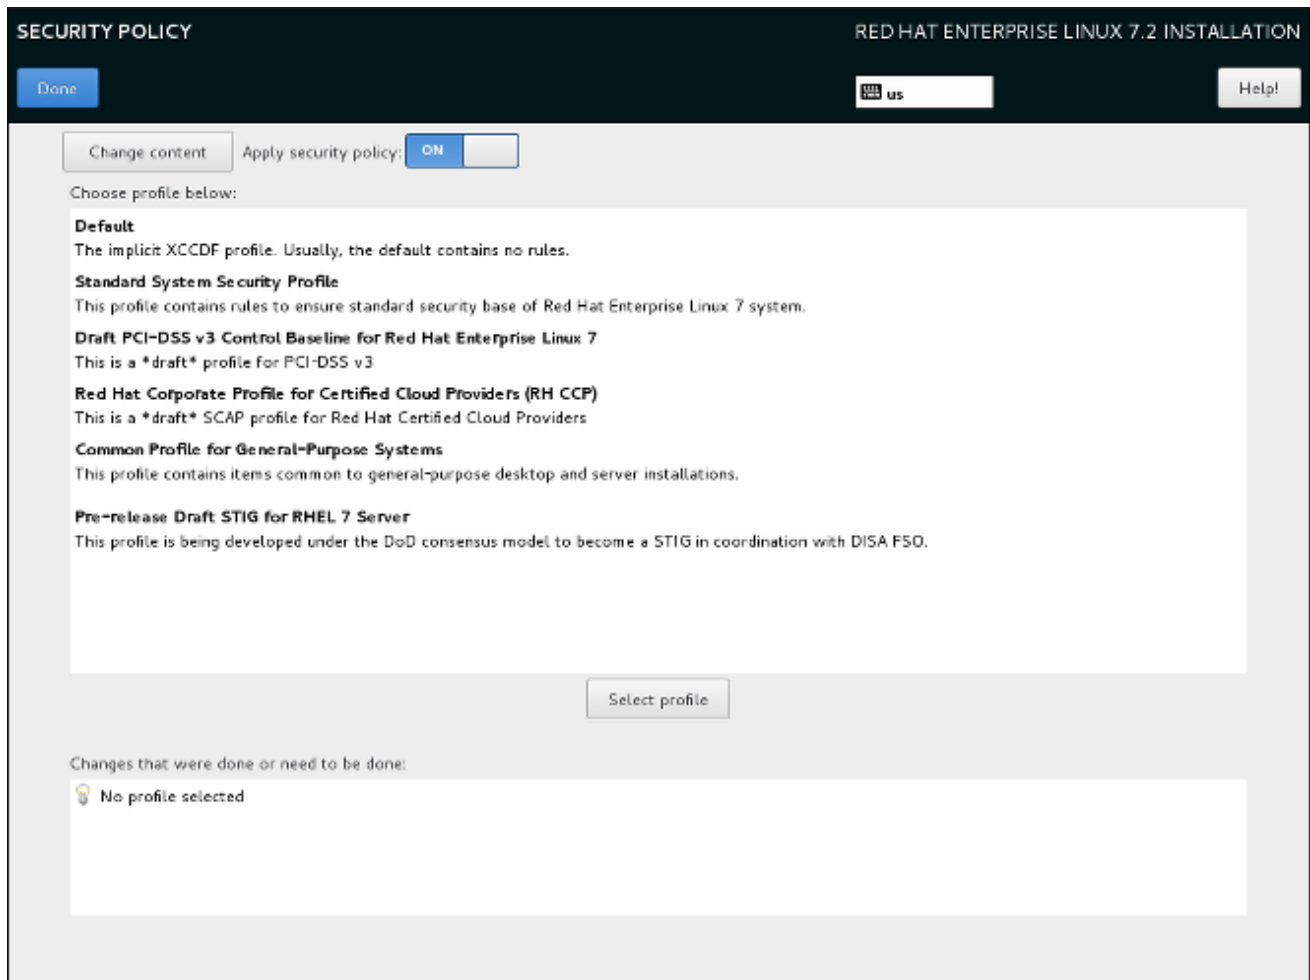 SECURITY POLICY
RED HAT ENTERPRISE LINUX 7.2 INSTALLATION
Done
us
Help!
Change content
Apply security policy:
ON
Choose profile below:
Default
The implicit XCCDF profile. Usually, the default contains no rules.
Standard System Security Profile
This profile contains rules to ensure standard security base of Red Hat Enterprise Linux 7 system.
Draft PCI-DSS v3 Control Baseline for Red Hat Enterprise Linux 7
This is a *draft* profile for PCI-DSS v3
Red Hat Corporate Profile for Certified Cloud Providers (RH CCP)
This is a *draft* SCAP profile for Red Hat Certified Cloud Providers
Common Profile for General-Purpose Systems
This profile contains items common to general-purpose desktop and server installations.
Pre-release Draft STIG for RHEL 7 Server
This profile is being developed under the DoD consensus model to become a STIG in coordination with DISA FSO.
Select profile
Changes that were done or need to be done:
No profile selected